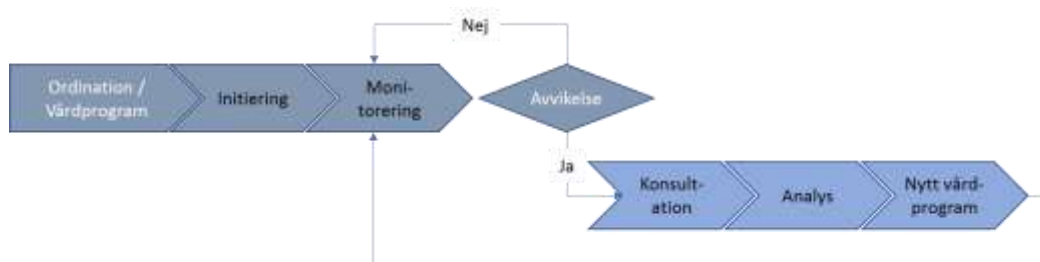 Nej
Ordination /
Vårdprogram
Initiering
Moni-
torering
Avvikelse
Ja
Konsult-
ation
Analys
Nytt vård-
program